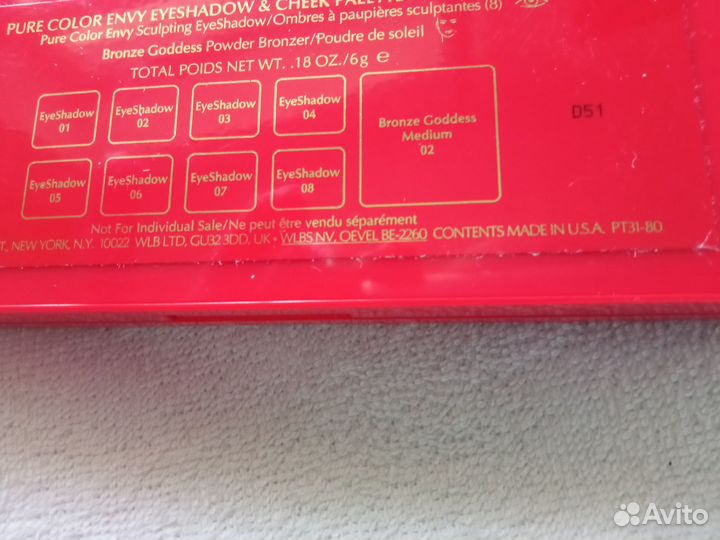 PURE COLOR ENVY EYESHADOW & CHEEK PALETTE
Pure Color Envy Sculpting EyeShadow/Ombres à paupières sculptantes (8)
Bronze Goddess Powder Bronzer/Poudre de soleil
TOTAL POIDS NET WT. .18 OZ./6g ℮
EyeShadow 01
EyeShadow 02
EyeShadow 03
EyeShadow 04
Bronze Goddess
Medium
02
D51
EyeShadow 05
EyeShadow 06
EyeShadow 07
EyeShadow 08
Not For Individual Sale/Ne peut être vendu séparément
T. NEW YORK, N.Y. 10022 WLB LTD, GU32 3DD, UK • WLBS NV, OEVEL BE-2260 CONTENTS MADE IN U.S.A. PT31-80
Avito